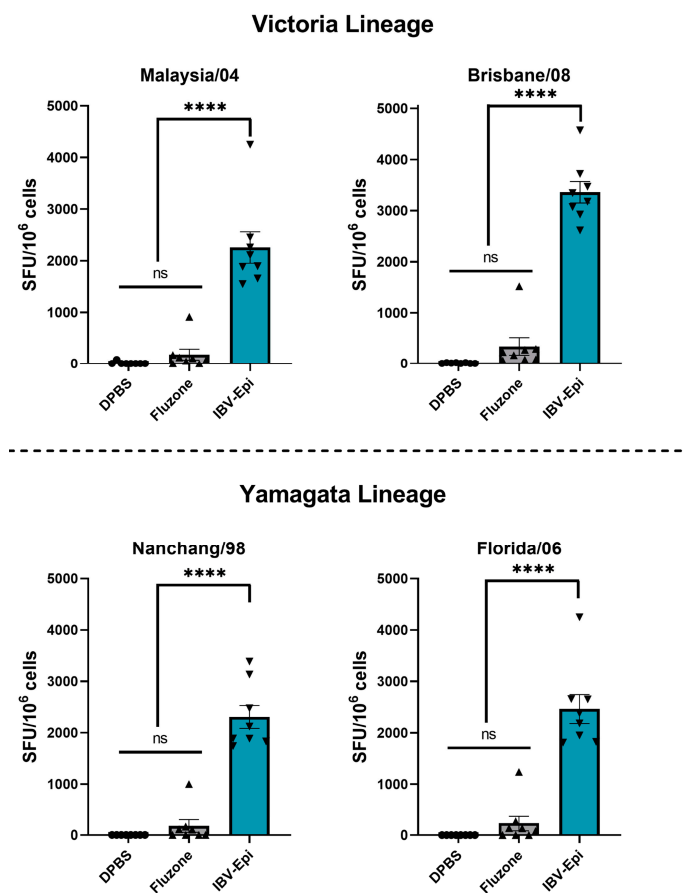 Victoria Lineage
Malaysia/04
SFU/10⁶ cells
5000
4000
3000
2000
1000
0
****
ns
DPBS
Fluzone
IBV-Epi
Brisbane/08
SFU/10⁶ cells
5000
4000
3000
2000
1000
0
****
ns
DPBS
Fluzone
IBV-Epi
Yamagata Lineage
Nanchang/98
SFU/10⁶ cells
5000
4000
3000
2000
1000
0
****
ns
DPBS
Fluzone
IBV-Epi
Florida/06
SFU/10⁶ cells
5000
4000
3000
2000
1000
0
****
ns
DPBS
Fluzone
IBV-Epi